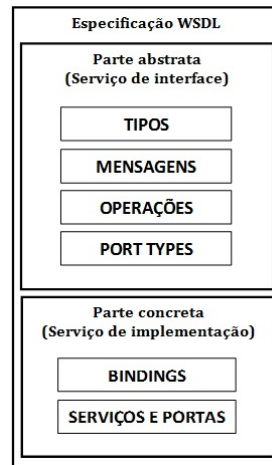 Especificação WSDL
Parte abstrata
(Serviço de interface)
TIPOS
MENSAGENS
OPERAÇÕES
PORT TYPES
Parte concreta
(Serviço de implementação)
BINDINGS
SERVIÇOS E PORTAS